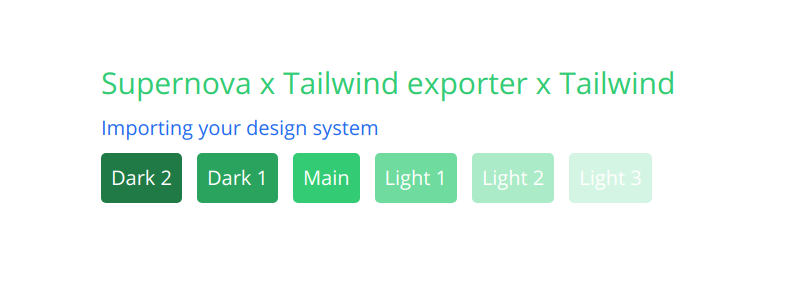 Supernova x Tailwind exporter x Tailwind
Importing your design system
Dark 2 Dark 1 Main Light 1 Light 2 Light 3